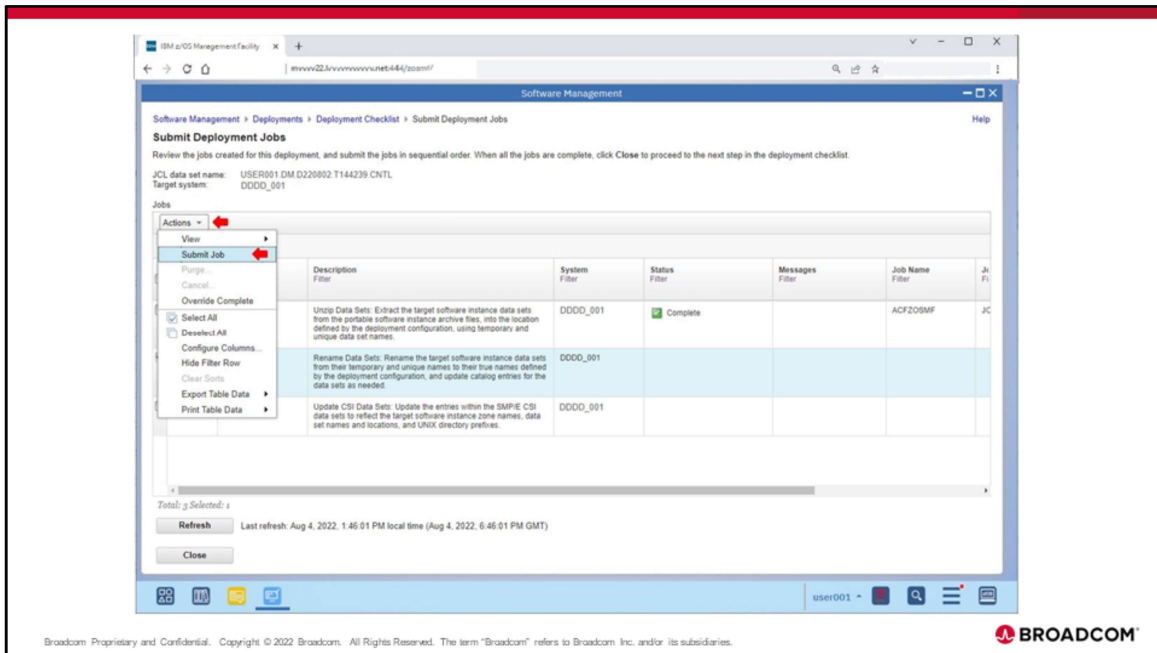 IBM z/OS Management Facility
Software Management
Software Management ▸ Deployments ▸ Deployment Checklist ▸ Submit Deployment Jobs
Help
Submit Deployment Jobs
Review the jobs created for this deployment, and submit the jobs in sequential order. When all the jobs are complete, click Close to proceed to the next step in the deployment checklist.
JCL data set name: USER001.DM.D220802.T144239.CNTL
Target system: DDDD_001
Jobs
Actions
View
Submit Job
Purge...
Cancel...
Override Complete
Select All
Deselect All
Configure Columns...
Hide Filter Row
Clear Sorts
Export Table Data
Print Table Data
Description System Status Messages Job Name
Filter Filter Filter Filter Filter
Unzip Data Sets: Extract the target software instance data sets DDDD_001 Complete ACFZOSMF
from the portable software instance archive files, into the location
defined by the deployment configuration, using temporary and
unique data set names.
Rename Data Sets: Rename the target software instance data sets DDDD_001
from their temporary and unique names to their true names defined
by the deployment configuration, and update catalog entries for the
data sets as needed.
Update CSI Data Sets: Update the entries within the SMP/E CSI DDDD_001
data sets to reflect the target software instance zone names, data
set names and locations, and UNIX directory prefixes.
Total: 3 Selected: 1
Refresh Last refresh: Aug 4, 2022, 1:46:01 PM local time (Aug 4, 2022, 6:46:01 PM GMT)
Close
user001
Broadcom Proprietary and Confidential. Copyright © 2022 Broadcom. All Rights Reserved. The term "Broadcom" refers to Broadcom Inc. and/or its subsidiaries.
BROADCOM